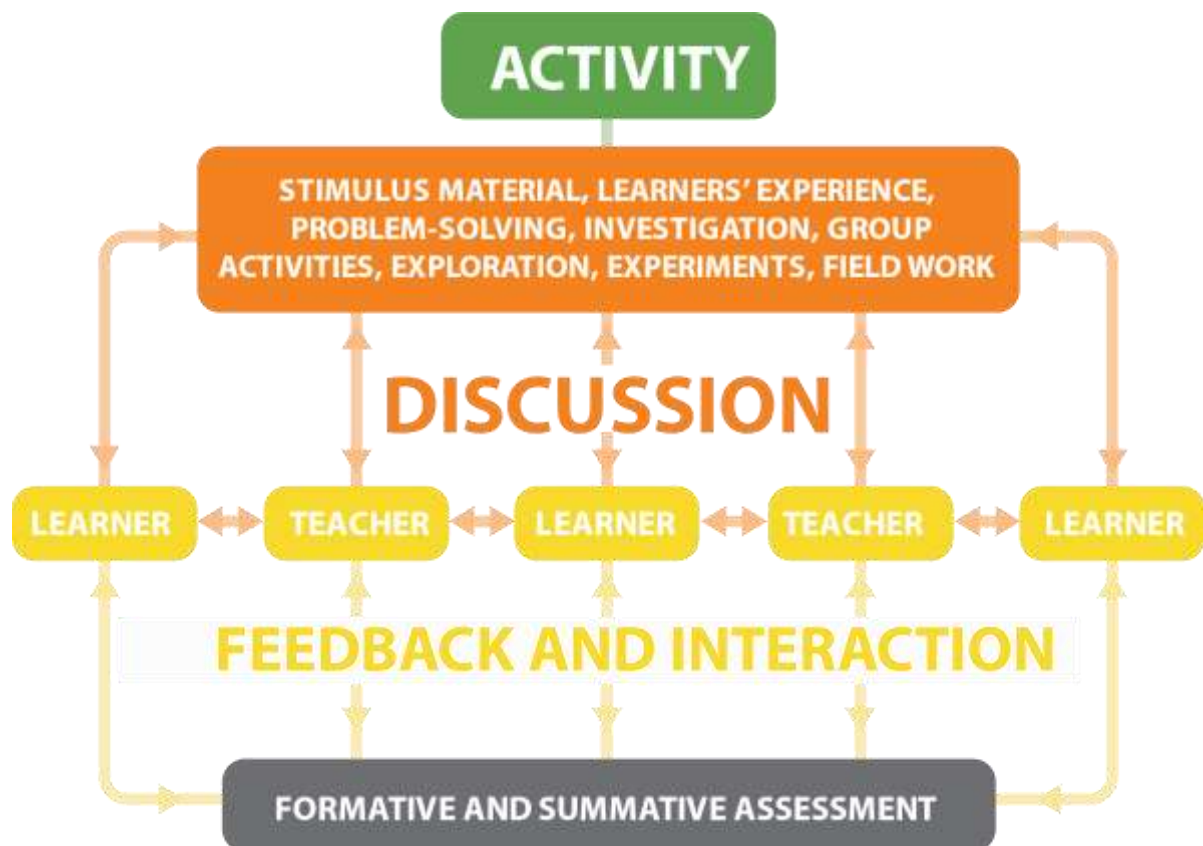 ACTIVITY
STIMULUS MATERIAL, LEARNERS’ EXPERIENCE,
PROBLEM-SOLVING, INVESTIGATION, GROUP
ACTIVITIES, EXPLORATION, EXPERIMENTS, FIELD WORK
DISCUSSION
LEARNER TEACHER LEARNER TEACHER LEARNER
FEEDBACK AND INTERACTION
FORMATIVE AND SUMMATIVE ASSESSMENT